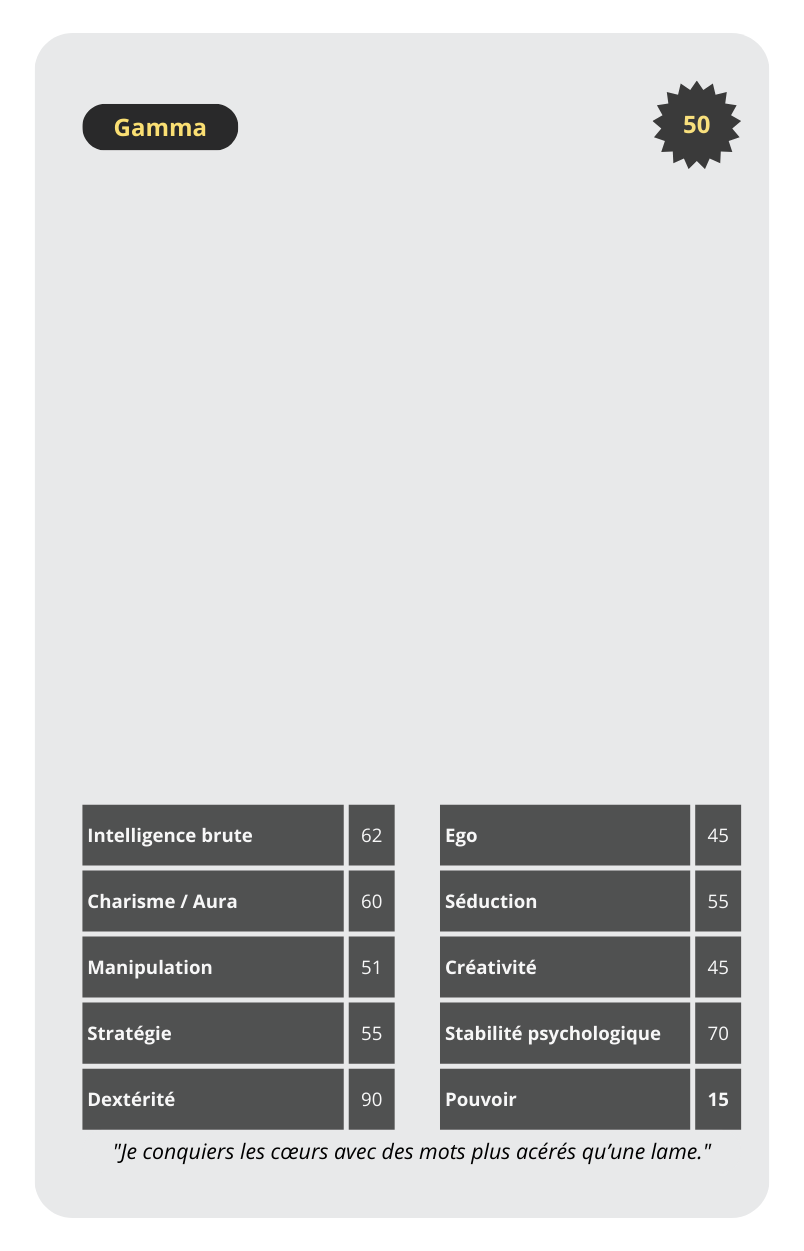 Gamma
50
Intelligence brute 62
Charisme / Aura 60
Manipulation 51
Stratégie 55
Dextérité 90
Ego 45
Séduction 55
Créativité 45
Stabilité psychologique 70
Pouvoir 15
"Je conquiers les cœurs avec des mots plus acérés qu’une lame."